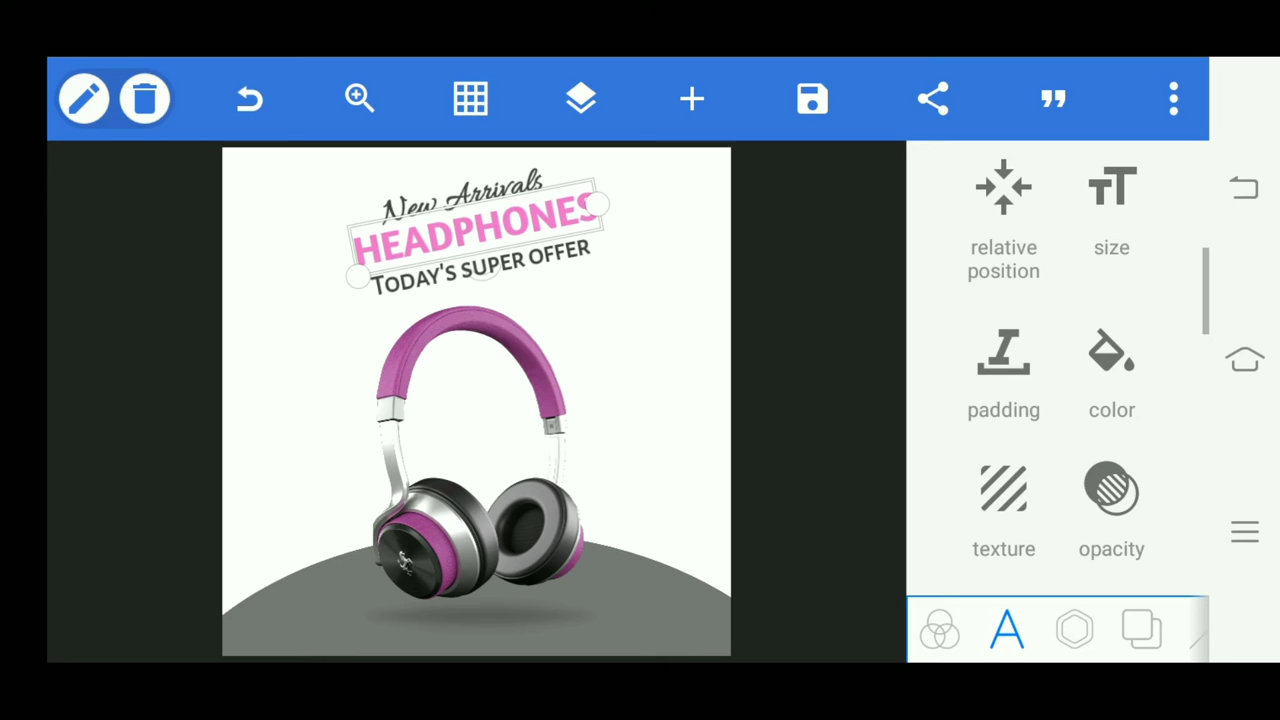 New Arrivals
HEADPHONES
TODAY'S SUPER OFFER
relative position
size
padding
color
texture
opacity